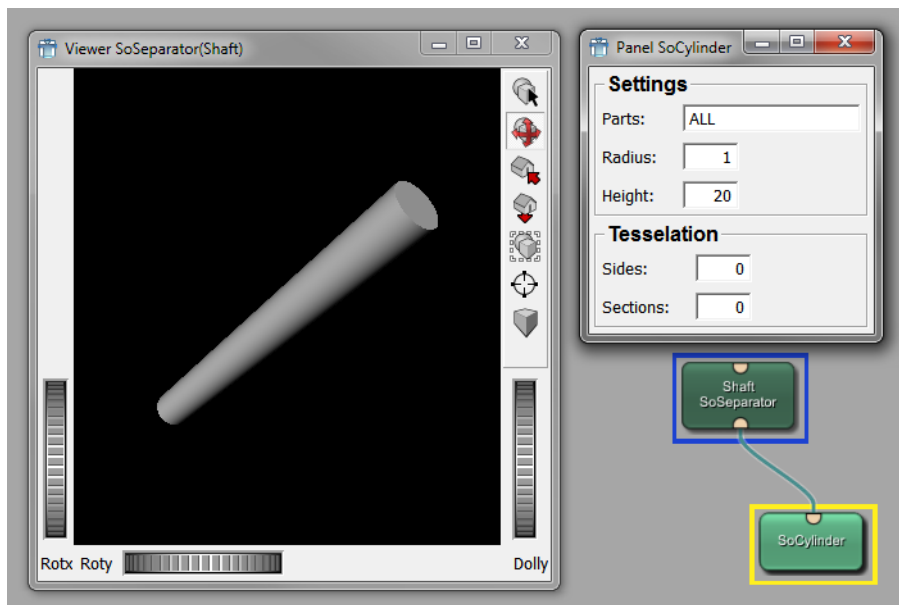 Viewer SoSeparator(Shaft)
Rotx Roty
Dolly
Panel SoCylinder
Settings
Parts: ALL
Radius: 1
Height: 20
Tesselation
Sides: 0
Sections: 0
Shaft
SoSeparator
SoCylinder